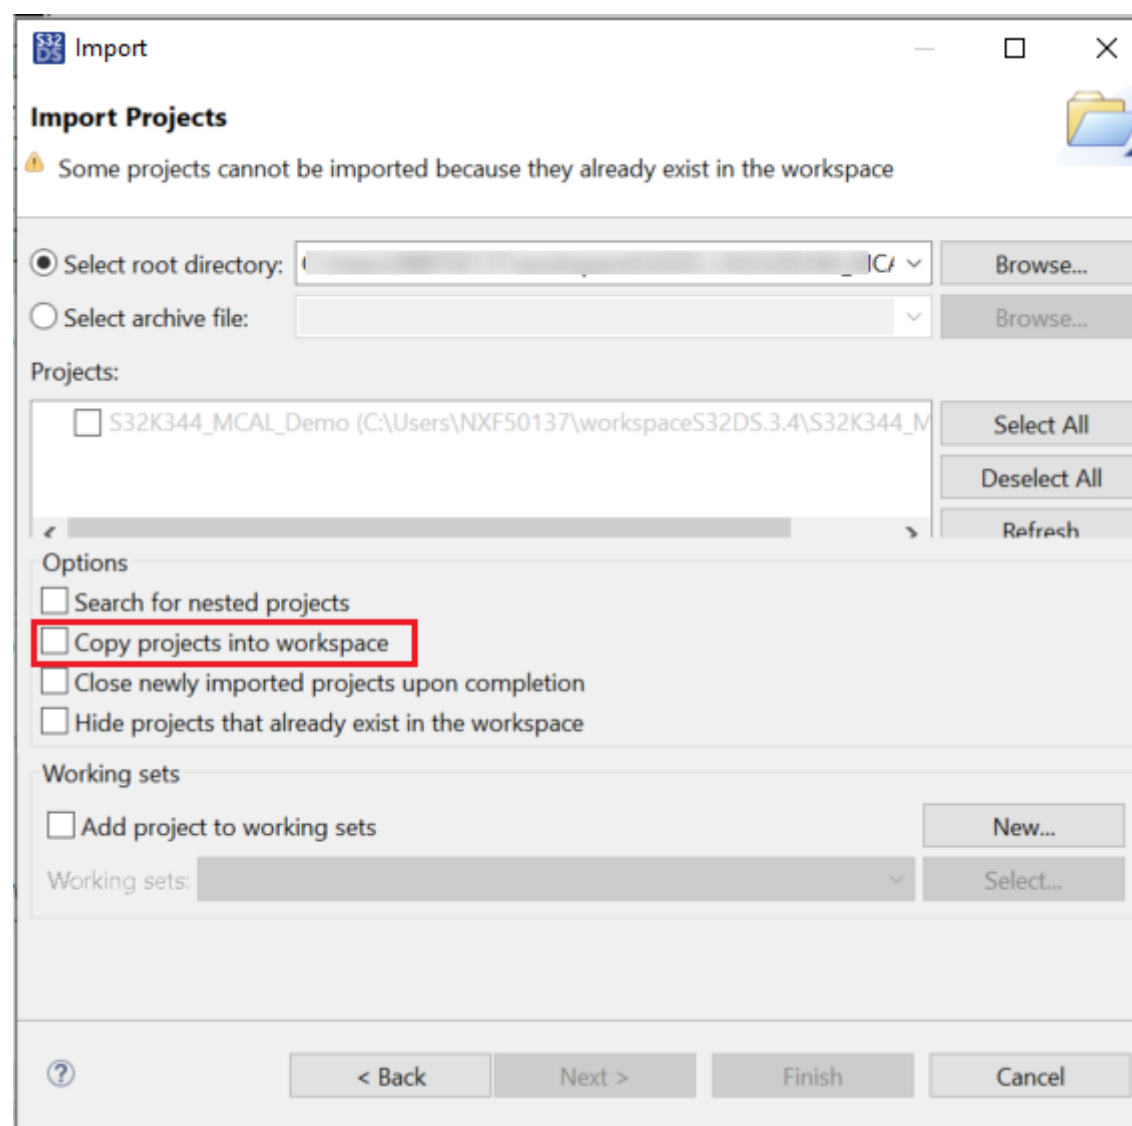 S32
DS Import
Import Projects
Some projects cannot be imported because they already exist in the workspace
Select root directory:
Browse...
Select archive file:
Browse...
Projects:
S32K344_MCAL_Demo (C:\Users\NXF50137\workspaceS32DS.3.4\S32K344_M
Select All
Deselect All
Refresh
Options
Search for nested projects
Copy projects into workspace
Close newly imported projects upon completion
Hide projects that already exist in the workspace
Working sets
Add project to working sets
New...
Working sets:
Select...
?
< Back
Next >
Finish
Cancel